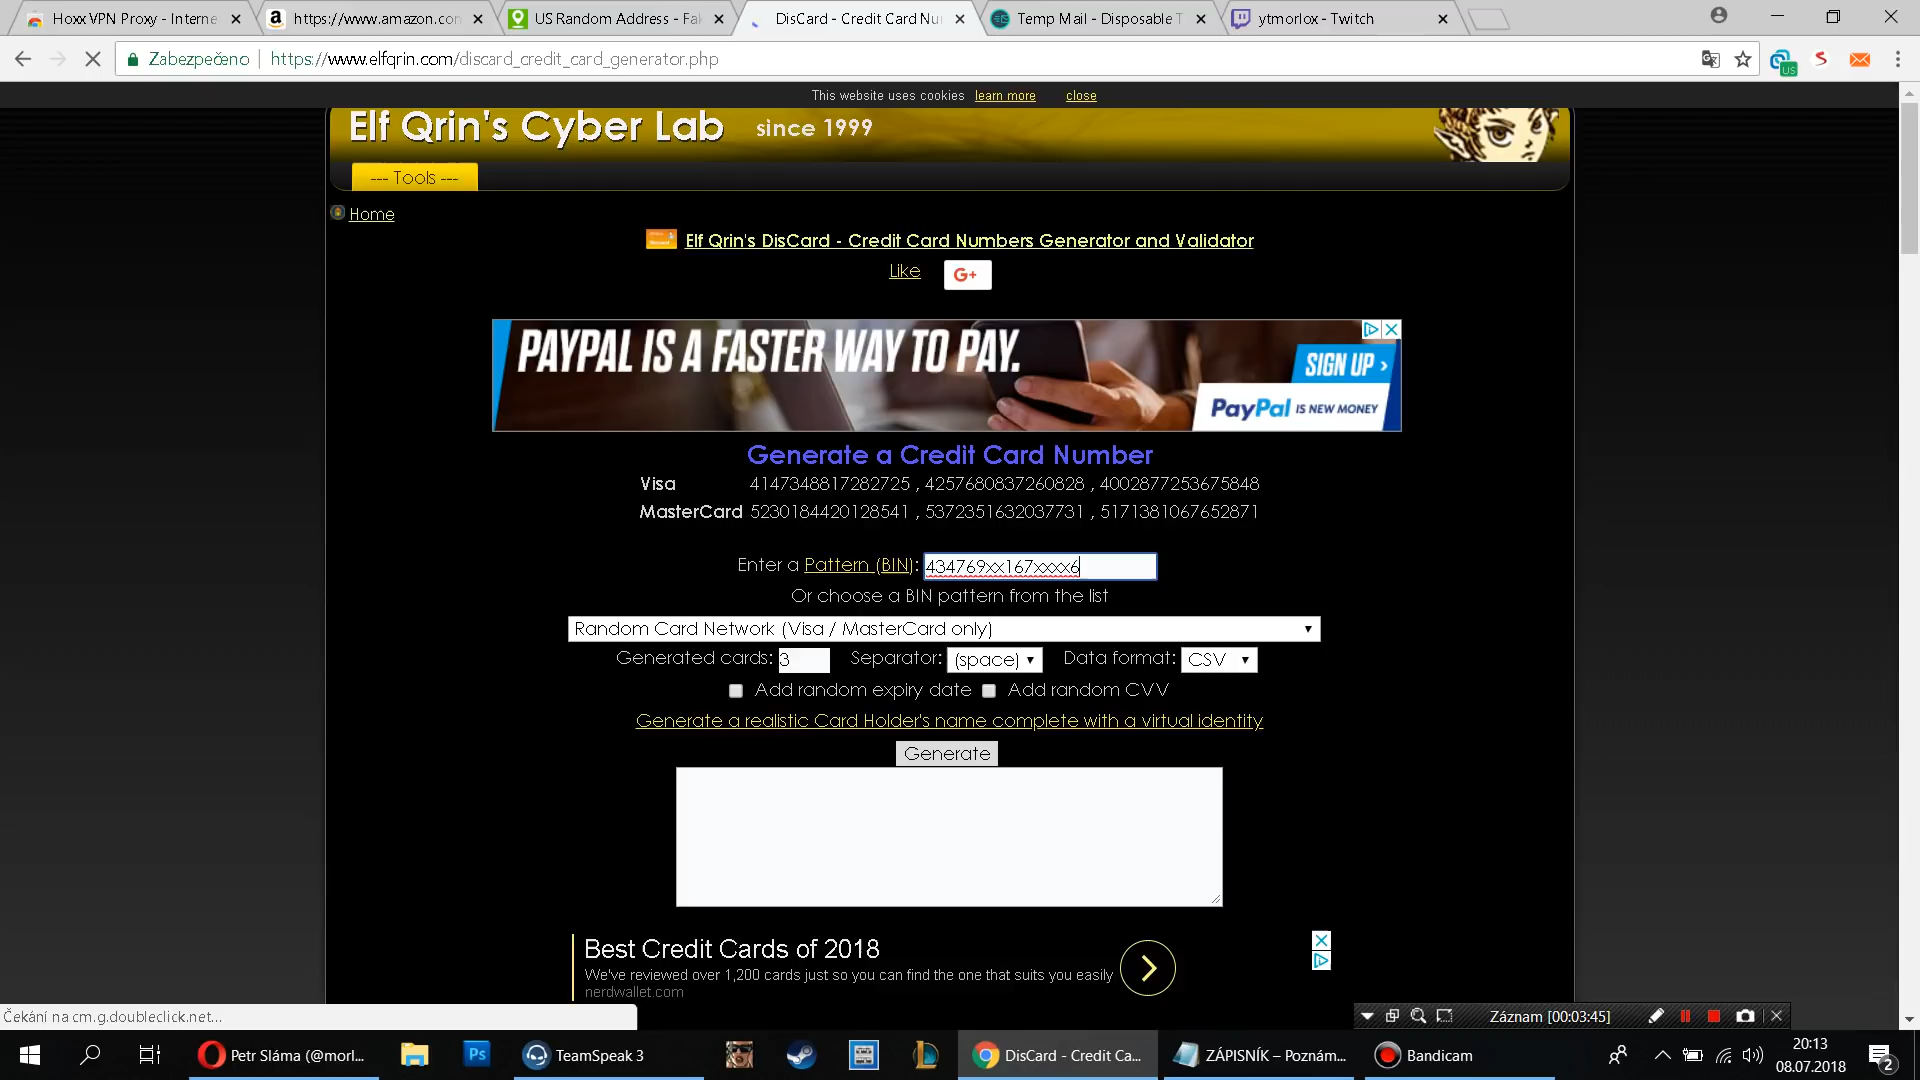 Hoxx VPN Proxy - Interne
https://www.amazon.co
US Random Address - Fa
DisCard - Credit Card Nu
Temp Mail - Disposable T
ytmorlox - Twitch
Zabezpečeno
https://www.elfqrin.com/discard_credit_card_generator.php
US
This website uses cookies learn more close
Elf Qrin's Cyber Lab since 1999
--- Tools ---
Home
Elf Qrin's DisCard - Credit Card Numbers Generator and Validator
Like
G+
PAYPAL IS A FASTER WAY TO PAY.
SIGN UP >
PayPal IS NEW MONEY
Generate a Credit Card Number
Visa 4147348817282725 , 4257680837260828 , 4002877253675848
MasterCard 5230184420128541 , 5372351632037731 , 5171381067652871
Enter a Pattern (BIN): 434769xx167xxxx6
Or choose a BIN pattern from the list
Random Card Network (Visa / MasterCard only)
Generated cards: 3 Separator: (space) Data format: CSV
Add random expiry date Add random CVV
Generate a realistic Card Holder's name complete with a virtual identity
Generate
Best Credit Cards of 2018
We've reviewed over 1,200 cards just so you can find the one that suits you easily
nerdwallet.com
Čekání na cm.g.doubleclick.net...
Záznam [00:03:45]
Petr Sláma (@morl...
Ps
TeamSpeak 3
DisCard - Credit Ca...
ZÁPISNÍK – Poznám...
Bandicam
20:13
08.07.2018
2